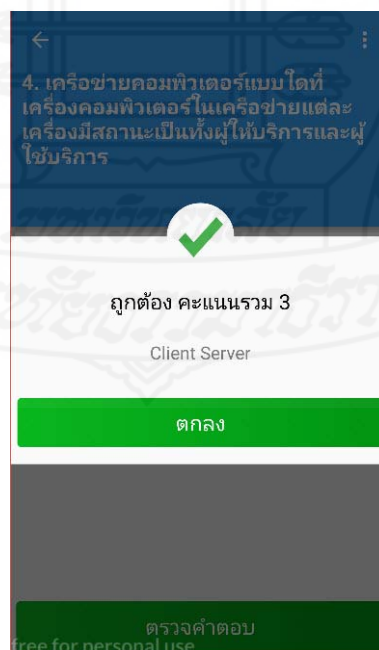 4. เครือข่ายคอมพิวเตอร์แบบใดที่
เครื่องคอมพิวเตอร์ในเครือข่ายแต่ละ
เครื่องมีสถานะเป็นทั้งผู้ให้บริการและผู้
ใช้บริการ
ถูกต้อง คะแนนรวม 3
Client Server
ตกลง
ตรวจคำตอบ
free for personal use